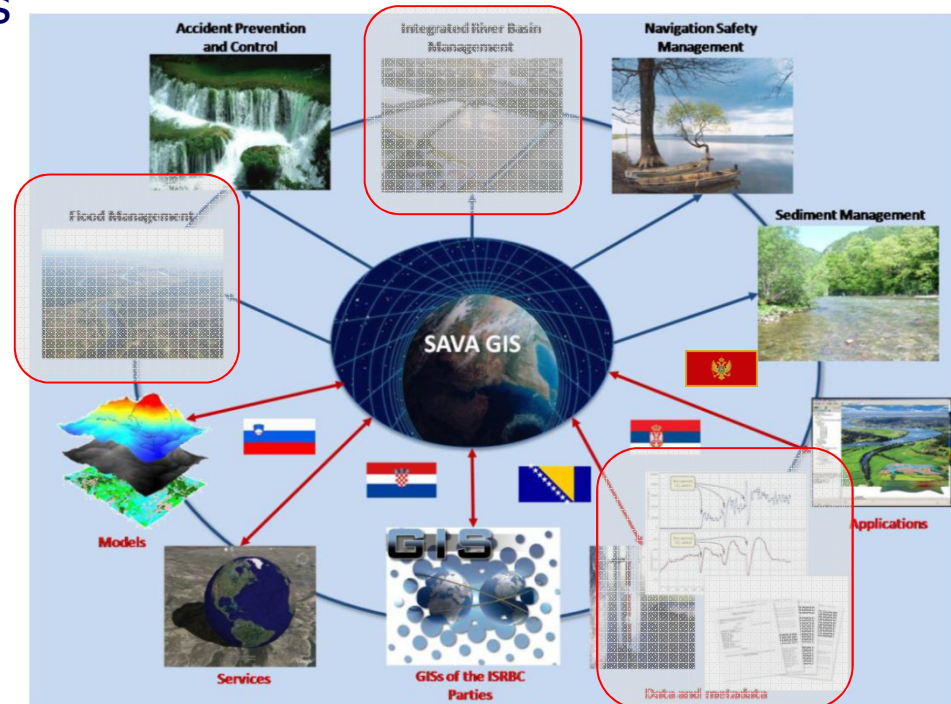 s
Accident Prevention
and Control
Integrated River Basin
Management
Navigation Safety
Management
Flood Management
Sediment Management
SAVA GIS
Models
Applications
GIS
Services
GISs of the ISRBC
Parties
Data and metadata